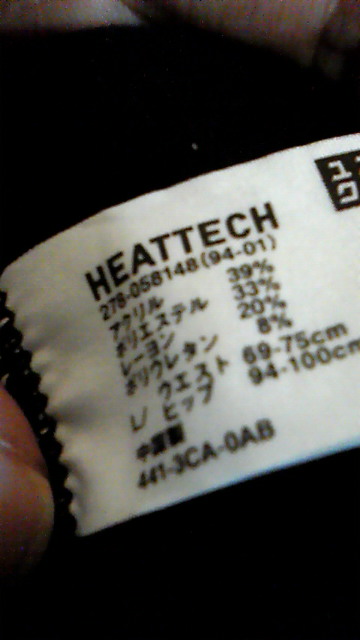 HEATTECH
278-058148(94-01)
アクリル 39%
ポリエステル 33%
レーヨン 20%
ポリウレタン 8%
L/ ウエスト 69-75cm
ヒップ 94-100cm
中国製
441-3CA-0AB